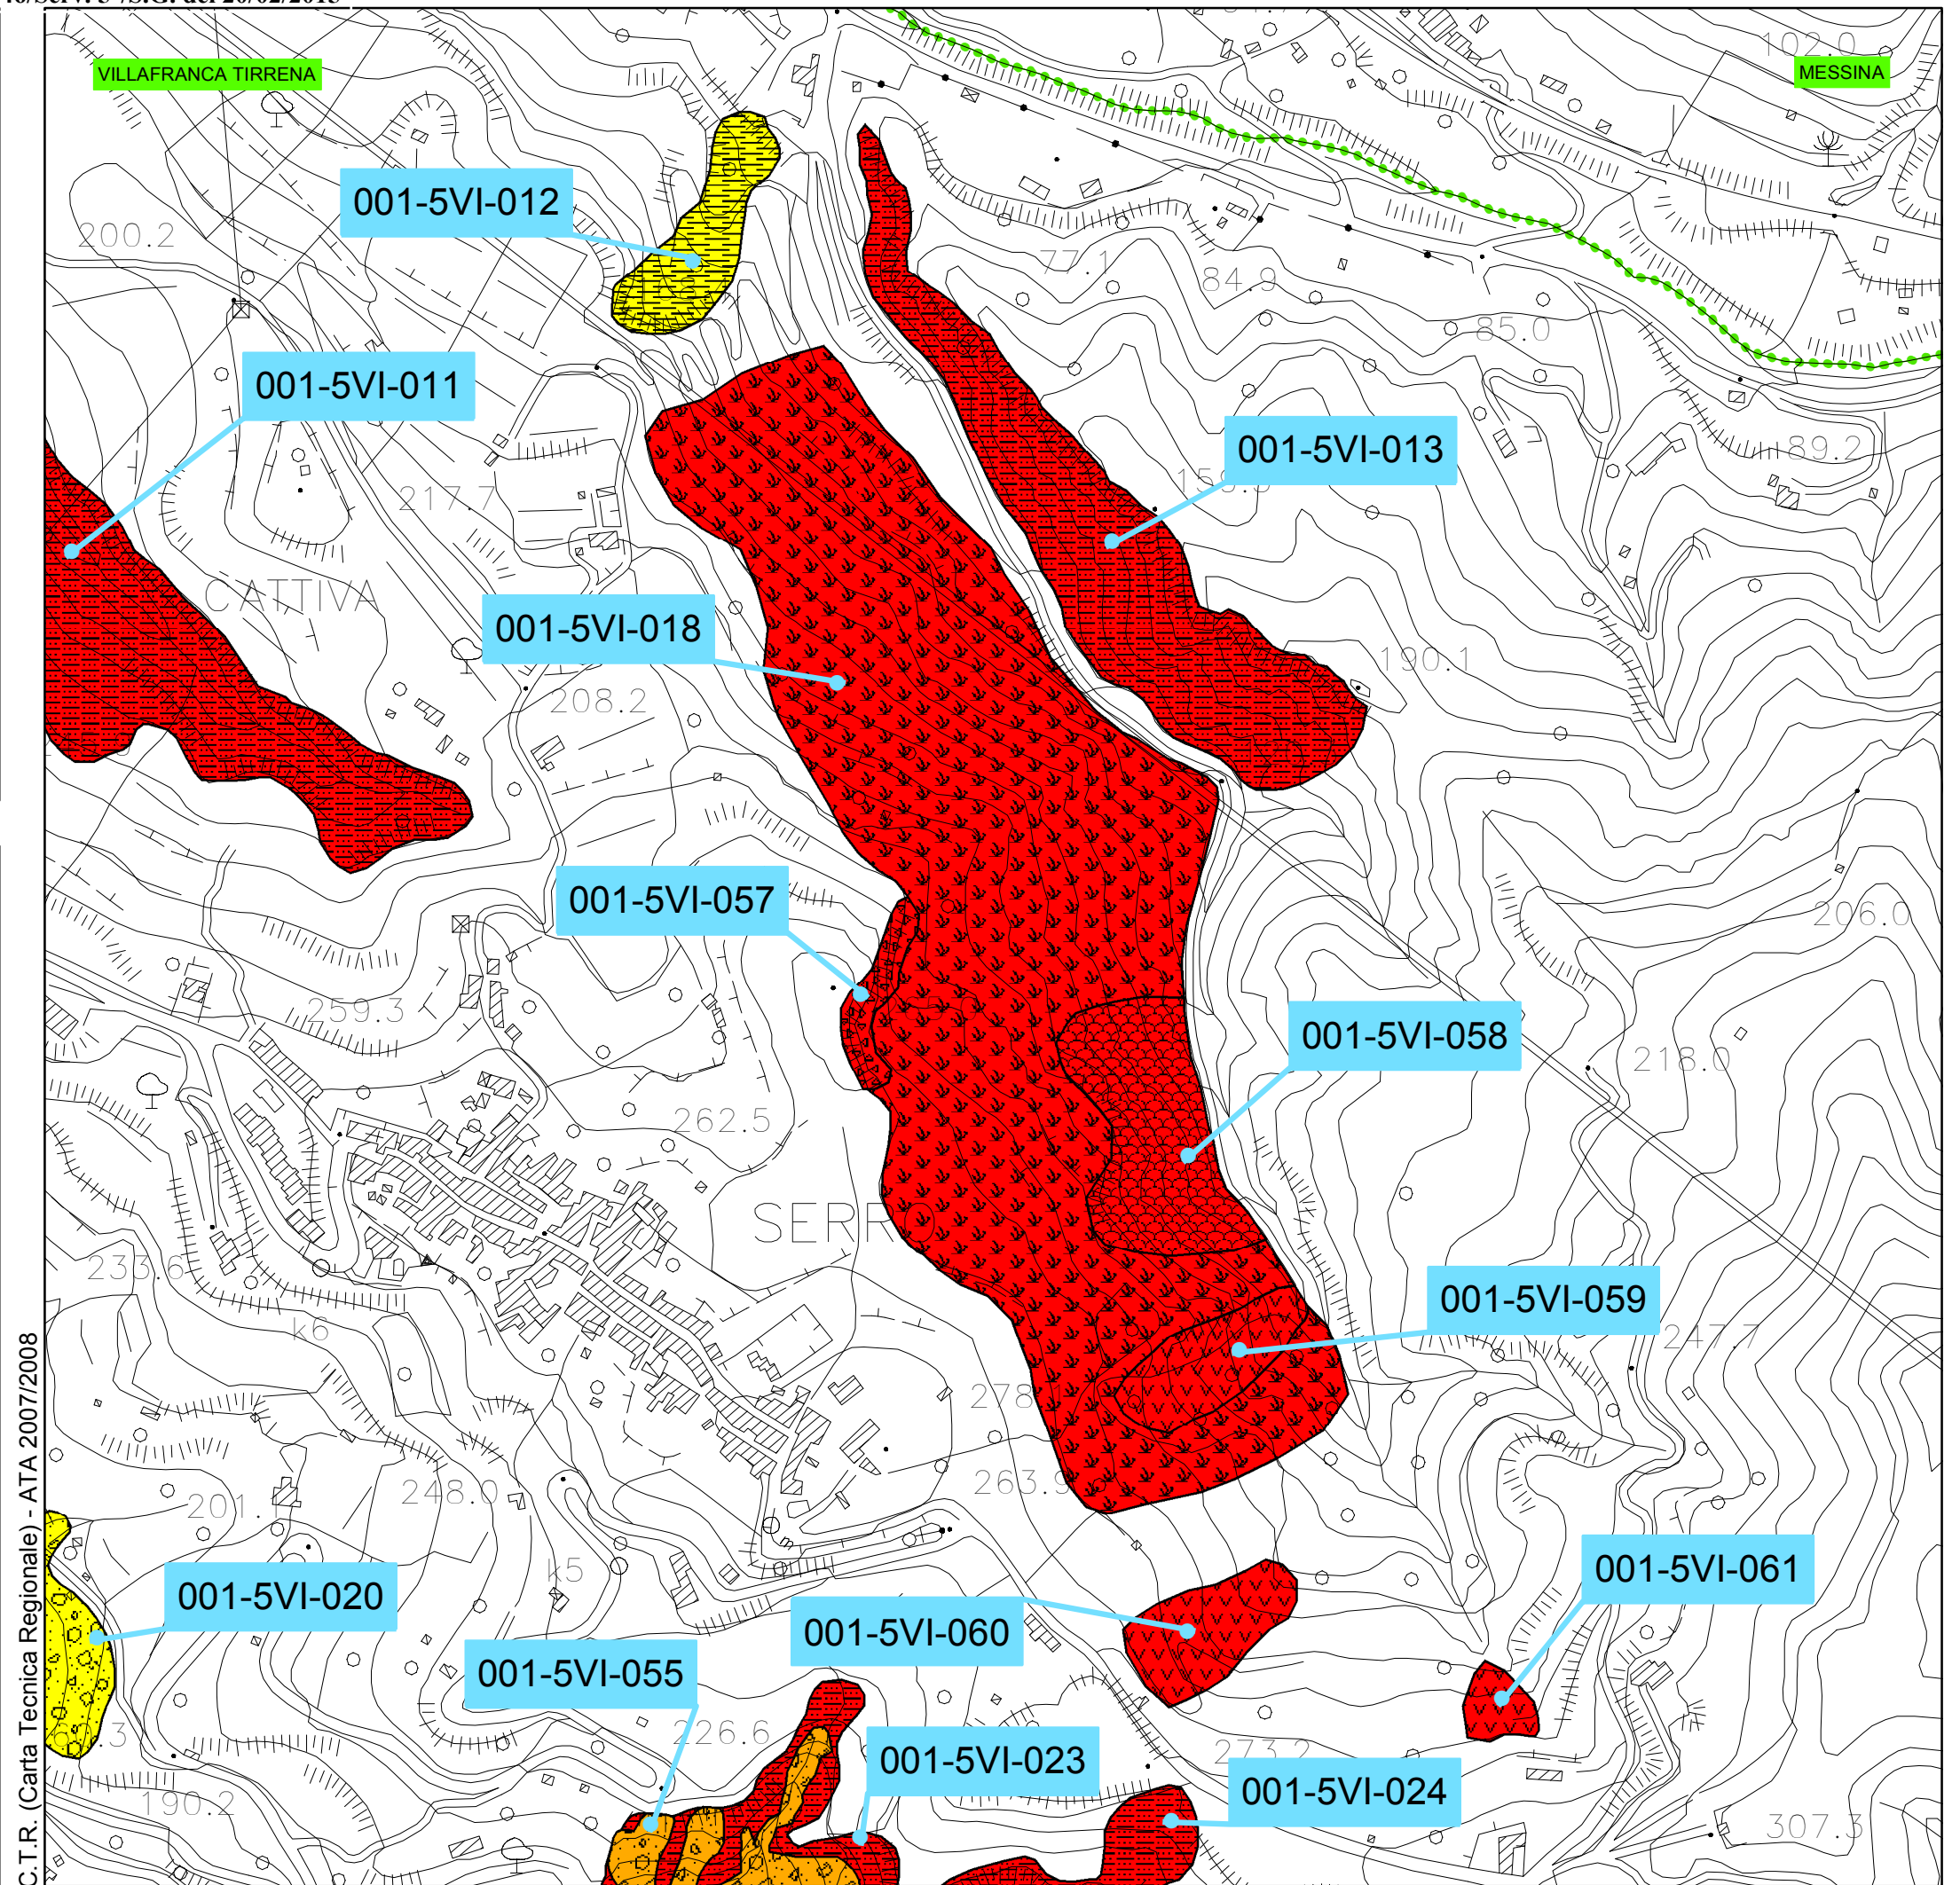 VILLAFRANCA TIRRENA
102.0
MESSINA
001-5VI-012
200.2
77.1
84.9
85.0
001-5VI-011
001-5VI-013
89.2
217.7
CATTIVA
001-5VI-018
190.1
208.2
001-5VI-057
206.0
259.3
001-5VI-058
218.0
262.5
SERRO
233.6
001-5VI-059
k6
247.7
278.
248.0
263.9
201.
k5
001-5VI-061
001-5VI-020
001-5VI-060
001-5VI-055
226.6
001-5VI-023
273.2
001-5VI-024
190.2
307.3
C.T.R. (Carta Tecnica Regionale) - ATA 2007/2008